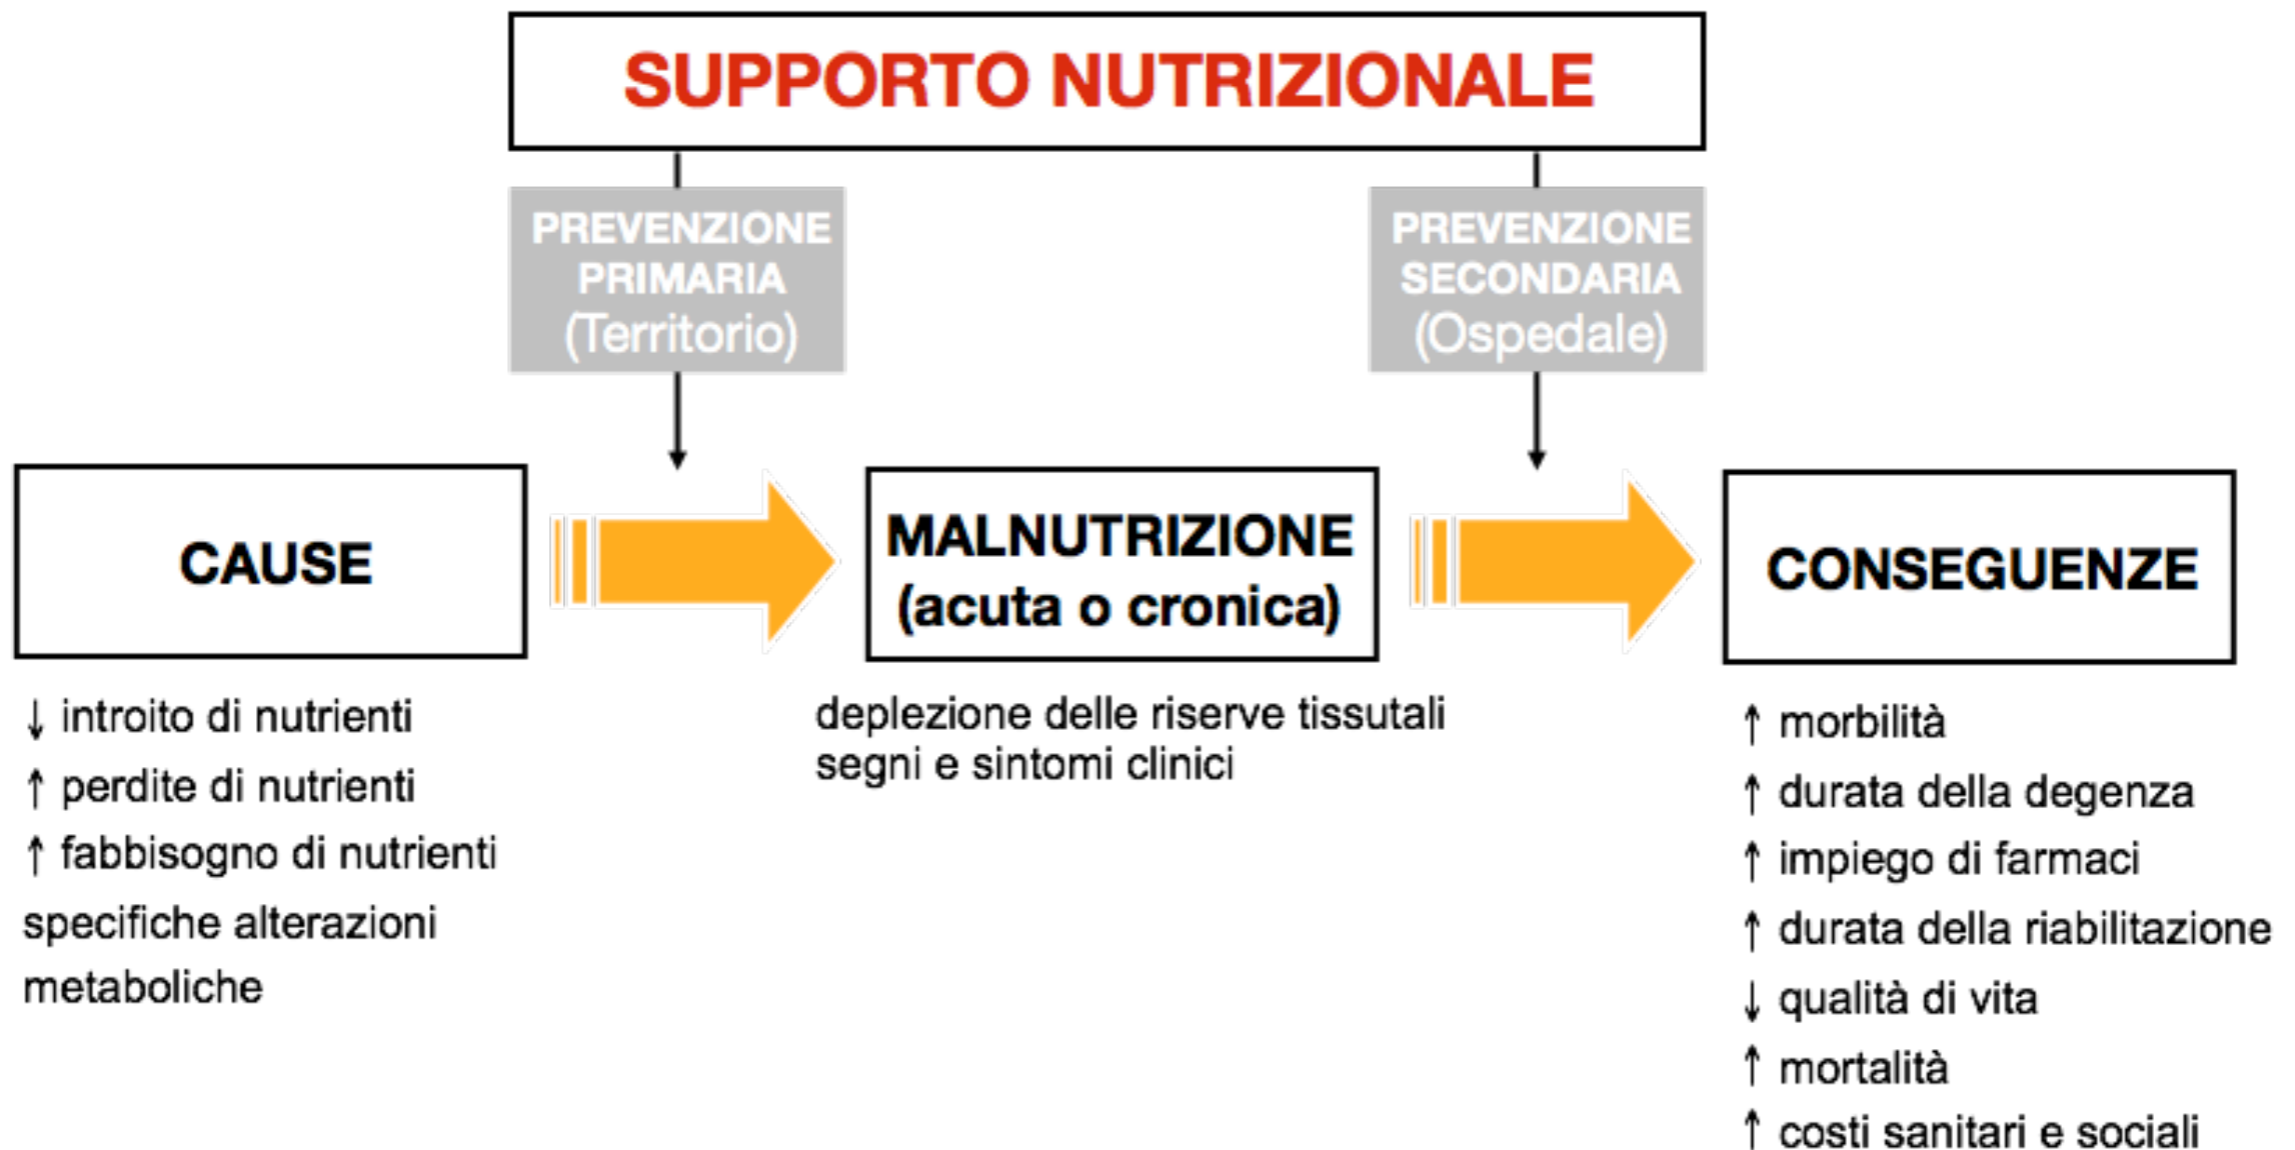 SUPPORTO NUTRIZIONALE
PREVENZIONE
PRIMARIA
(Territorio)
PREVENZIONE
SECONDARIA
(Ospedale)
CAUSE
↓ introito di nutrienti
↑ perdite di nutrienti
↑ fabbisogno di nutrienti
specifiche alterazioni
metaboliche
MALNUTRIZIONE
(acuta o cronica)
deplezione delle riserve tissutali
segni e sintomi clinici
CONSEGUENZE
↑ morbilità
↑ durata della degenza
↑ impiego di farmaci
↑ durata della riabilitazione
↓ qualità di vita
↑ mortalità
↑ costi sanitari e sociali